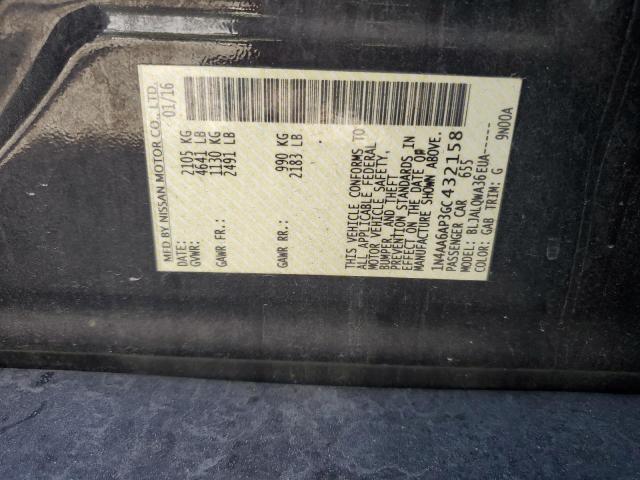 MFD BY NISSAN MOTOR CO., LTD.
DATE: 01/16
GVWR: 2105 KG
4641 LB
GAWR FR.: 1130 KG
2491 LB
GAWR RR.: 990 KG
2183 LB
THIS VEHICLE CONFORMS TO
ALL APPLICABLE FEDERAL
MOTOR VEHICLE SAFETY,
BUMPER, AND THEFT
PREVENTION STANDARDS IN
EFFECT ON THE DATE OF
MANUFACTURE SHOWN ABOVE.
1N4AA6AP3GC432158
PASSENGER CAR 635
MODEL: BLJALQWA36EUA-----
COLOR: GAB TRIM: G 9N00A